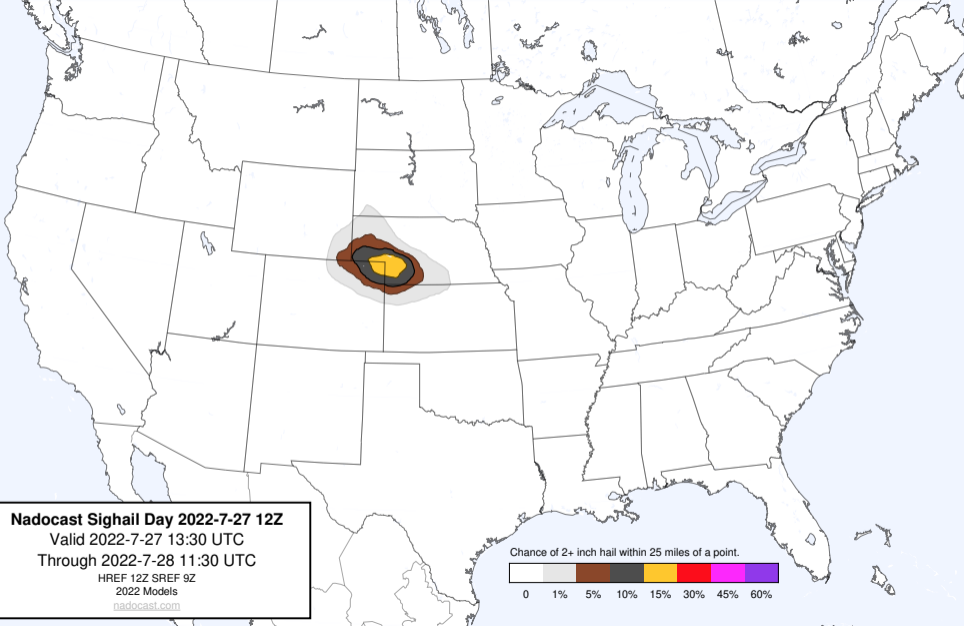 Nadocast Sighail Day 2022-7-27 12Z
Valid 2022-7-27 13:30 UTC
Through 2022-7-28 11:30 UTC
HREF 12Z SREF 9Z
2022 Models
nadocast.com
Chance of 2+ inch hail within 25 miles of a point.
0 1% 5% 10% 15% 30% 45% 60%